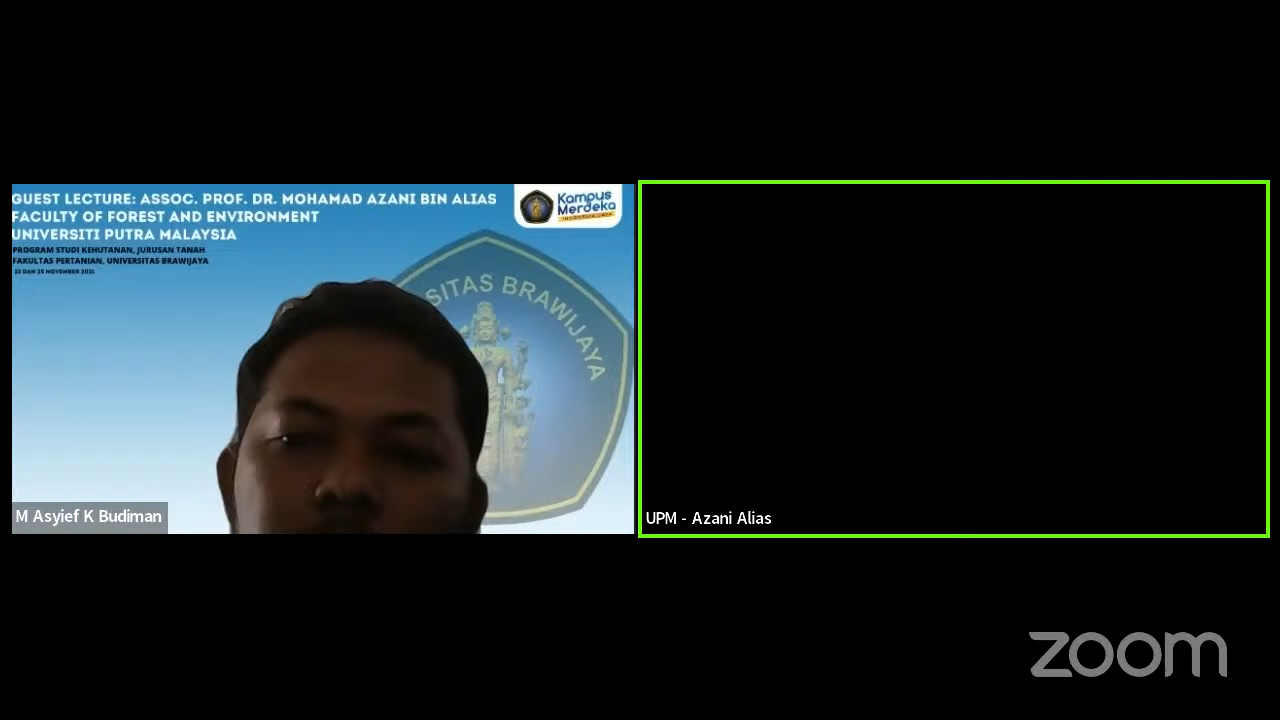 GUEST LECTURE: ASSOC. PROF. DR. MOHAMAD AZANI BIN ALIAS
FACULTY OF FOREST AND ENVIRONMENT
UNIVERSITI PUTRA MALAYSIA
PROGRAM STUDI KEHUTANAN, JURUSAN TANAH
FAKULTAS PERTANIAN, UNIVERSITAS BRAWIJAYA
Kampus
Merdeka
SITAS BRAWIJAYA
M Asyief K Budiman
UPM - Azani Alias
zoom